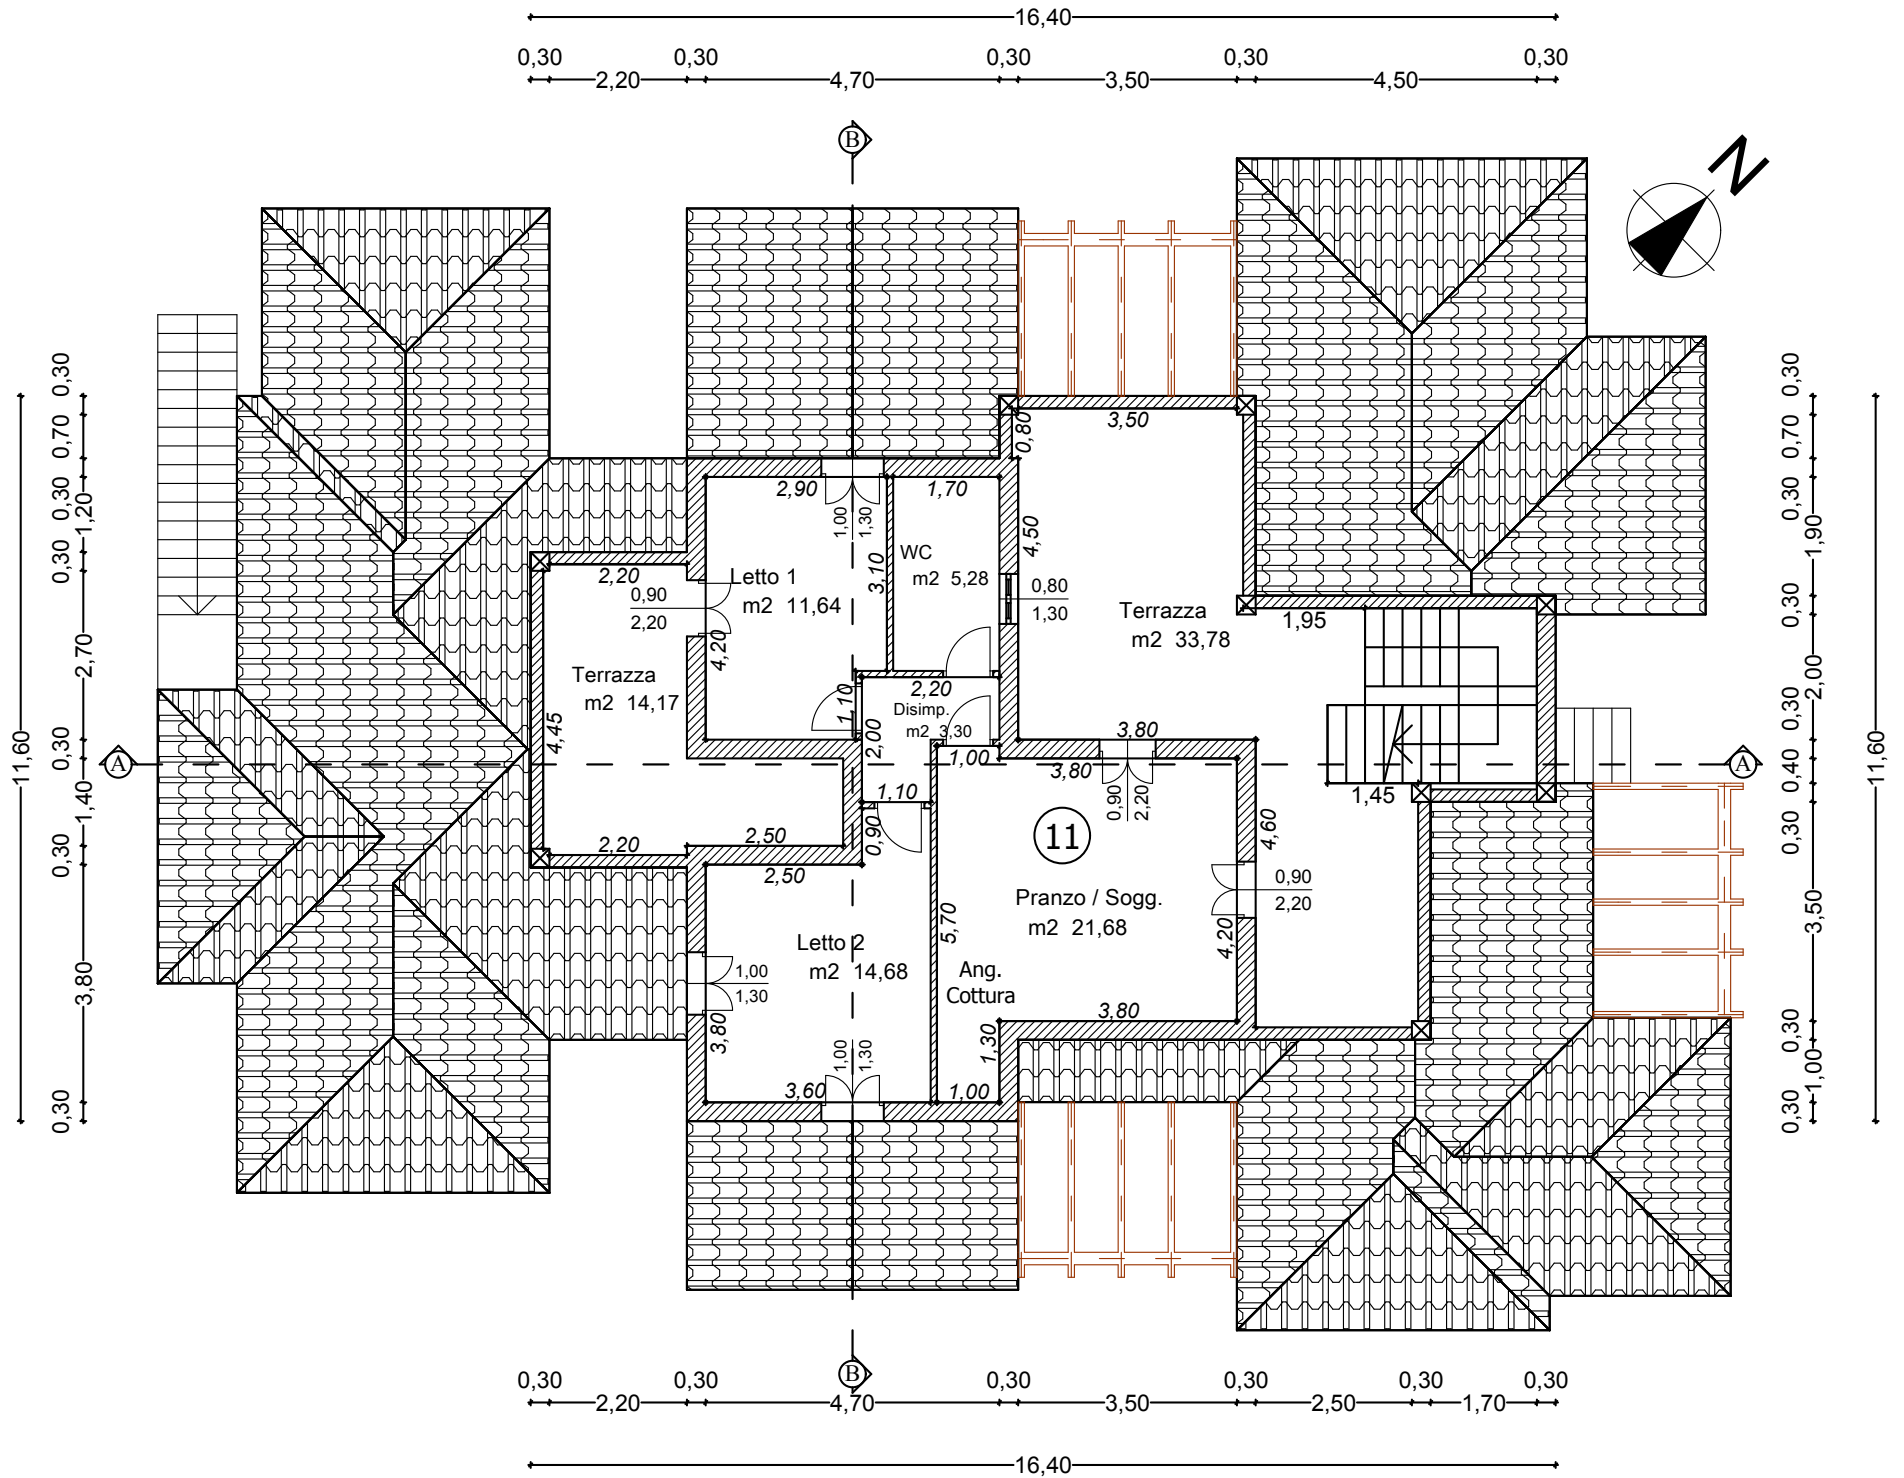 16,40
0,30 0,30 0,30 0,30 0,30
2,20 4,70 3,50 4,50
B
N
0,30
0,70
0,30
1,20
0,30
2,70
0,30
1,40
0,30
3,80
0,30
11,60
0,30
0,70
0,30
1,90
0,30
2,00
0,30
0,40
0,30
3,50
0,30
1,00
0,30
11,60
3,50
0,80
2,90
1,70
1,00
1,30
4,50
3,10
WC
m2 5,28
Letto 1
m2 11,64
2,20
0,90
2,20
4,20
0,80
1,30
Terrazza
m2 33,78
1,95
Terrazza
m2 14,17
4,45
1,10
2,20
Disimp.
m2 3,30
2,00
1,00
3,80
3,80
0,90
2,20
A
A
1,45
1,10
0,90
2,50
2,20
2,50
11
4,60
0,90
2,20
Pranzo / Sogg.
m2 21,68
5,70
4,20
Letto 2
m2 14,68
1,00
1,30
Ang.
Cottura
3,80
3,80
1,30
1,00
1,30
3,60
1,00
B
0,30 0,30 0,30 0,30 0,30 0,30
2,20 4,70 3,50 2,50 1,70
16,40